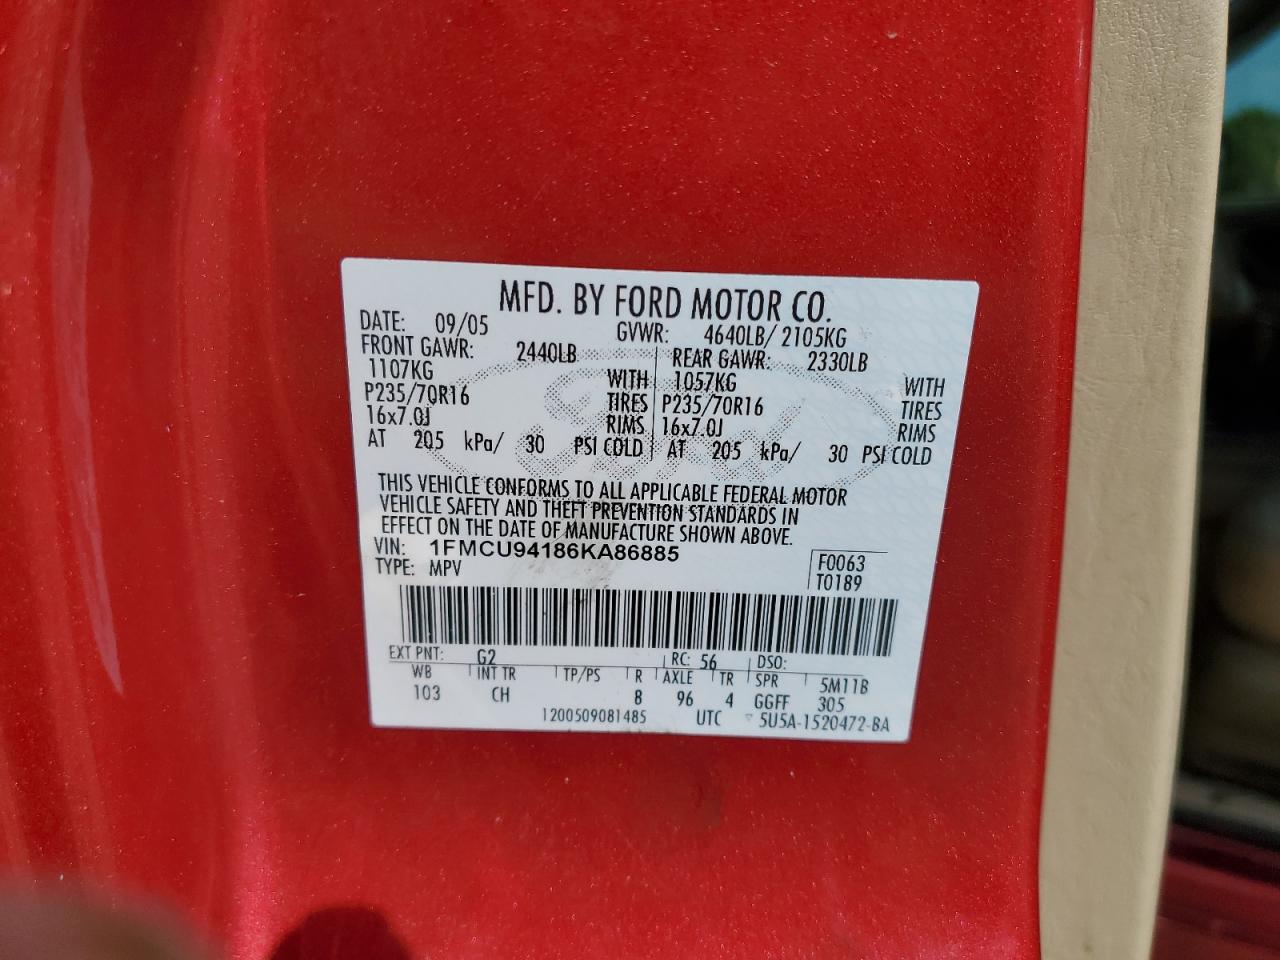 MFD. BY FORD MOTOR CO.
DATE: 09/05 GVWR: 4640LB/ 2105KG
FRONT GAWR: 2440LB REAR GAWR: 2330LB
1107KG WITH 1057KG WITH
P235/70R16 TIRES P235/70R16 TIRES
16x7.0J RIMS 16x7.0J RIMS
AT 205 kPa/ 30 PSI COLD AT 205 kPa/ 30 PSI COLD
Ford
THIS VEHICLE CONFORMS TO ALL APPLICABLE FEDERAL MOTOR
VEHICLE SAFETY AND THEFT PREVENTION STANDARDS IN
EFFECT ON THE DATE OF MANUFACTURE SHOWN ABOVE.
VIN: 1FMCU94186KA86885 F0063
TYPE: MPV T0189
EXT PNT: G2 RC: 56 DSO:
WB INT TR TP/PS R AXLE TR SPR 5M11B
103 CH 8 96 4 GGFF 305
1200509081485 UTC ▽ 5U5A-1520472-BA